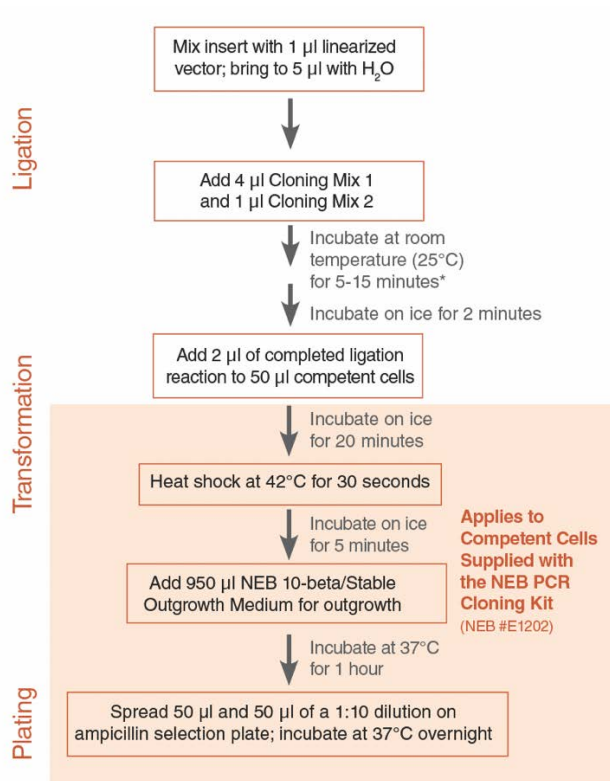 Ligation
Mix insert with 1 µl linearized
vector; bring to 5 µl with H₂O
Add 4 µl Cloning Mix 1
and 1 µl Cloning Mix 2
Incubate at room
temperature (25°C)
for 5-15 minutes*
Incubate on ice for 2 minutes
Transformation
Add 2 µl of completed ligation
reaction to 50 µl competent cells
Incubate on ice
for 20 minutes
Heat shock at 42°C for 30 seconds
Incubate on ice
for 5 minutes
Add 950 µl NEB 10-beta/Stable
Outgrowth Medium for outgrowth
Applies to
Competent Cells
Supplied with
the NEB PCR
Cloning Kit
(NEB #E1202)
Incubate at 37°C
for 1 hour
Plating
Spread 50 µl and 50 µl of a 1:10 dilution on
ampicillin selection plate; incubate at 37°C overnight